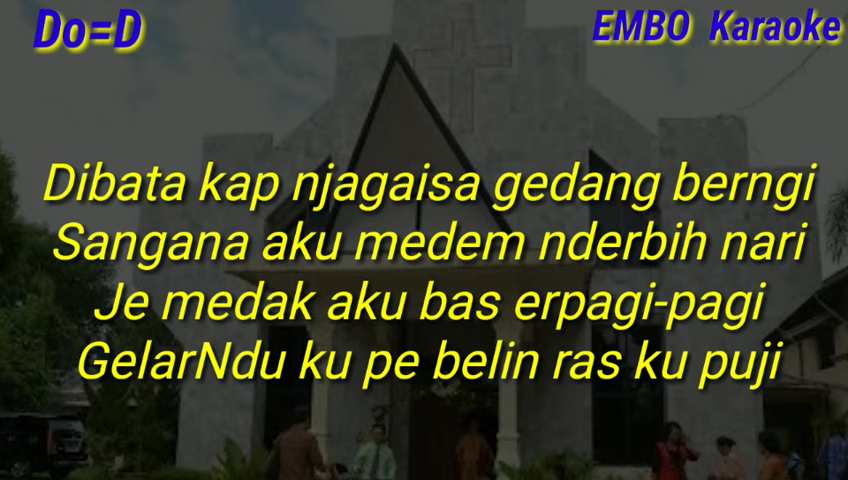 Do=D
EMBO Karaoke
Dibata kap njagaisa gedang berngi
Sangana aku medem nderbih nari
Je medak aku bas erpagi-pagi
GelarNdu ku pe belin ras ku puji